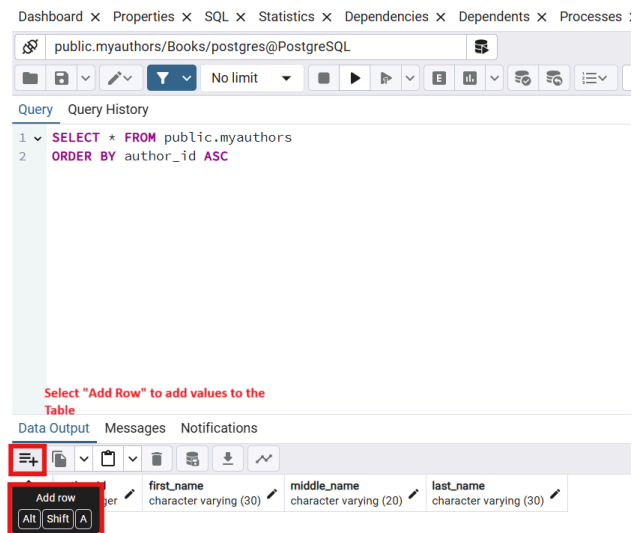 Dashboard × Properties × SQL × Statistics × Dependencies × Dependents × Processes
public.myauthors/Books/postgres@PostgreSQL
No limit
E
Query Query History
1 SELECT * FROM public.myauthors
2 ORDER BY author_id ASC
Select "Add Row" to add values to the
Table
Data Output Messages Notifications
first_name middle_name last_name
character varying (30) character varying (20) character varying (30)
Add row
Alt Shift A